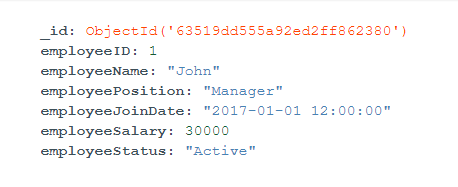 _id: ObjectId('63519dd555a92ed2ff862380')
employeeID: 1
employeeName: "John"
employeePosition: "Manager"
employeeJoinDate: "2017-01-01 12:00:00"
employeeSalary: 30000
employeeStatus: "Active"